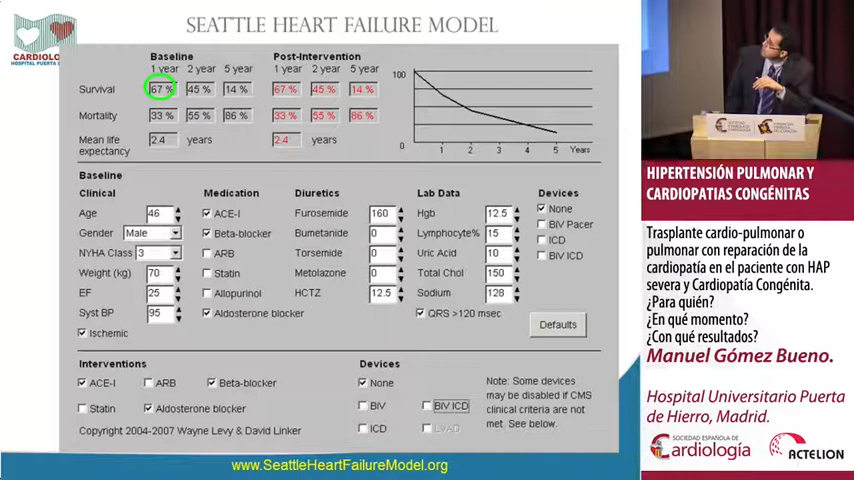 CARDIOLO
HOSPITAL PUERTA D
SEATTLE HEART FAILURE MODEL
Baseline
Post-Intervention
1 year 2 year 5 year
1 year 2 year 5 year
Survival 67 % 45 % 14 % 67 % 45 % 14 %
Mortality 33 % 55 % 86 % 33 % 55 % 86 %
Mean life expectancy 2.4 years 2.4 years
100
0
1 2 3 4 5 Years
Baseline
Clinical
Age 46
Gender Male
NYHA Class 3
Weight (kg) 70
EF 25
Syst BP 95
Ischemic
Medication
ACE-I
Beta-blocker
ARB
Statin
Allopurinol
Aldosterone blocker
Diuretics
Furosemide 160
Bumetanide 0
Torsemide 0
Metolazone 0
HCTZ 12.5
Lab Data
Hgb 12.5
Lymphocyte% 15
Uric Acid 10
Total Chol 150
Sodium 128
QRS >120 msec
Devices
None
BIV Pacer
ICD
BIV ICD
Defaults
Interventions
ACE-I ARB Beta-blocker
Statin Aldosterone blocker
Devices
None
BIV BIV ICD
ICD LVAD
Note: Some devices
may be disabled if CMS
clinical criteria are not
met. See below.
Copyright 2004-2007 Wayne Levy & David Linker
www.SeattleHeartFailureModel.org
HIPERTENSIÓN PULMONAR Y
CARDIOPATIAS CONGÉNITAS
Trasplante cardio-pulmonar o
pulmonar con reparación de la
cardiopatía en el paciente con HAP
severa y Cardiopatía Congénita.
¿Para quién?
¿En qué momento?
¿Con qué resultados?
Manuel Gómez Bueno.
Hospital Universitario Puerta
de Hierro, Madrid.
SOCIEDAD ESPAÑOLA DE
Cardiología
ACTELION